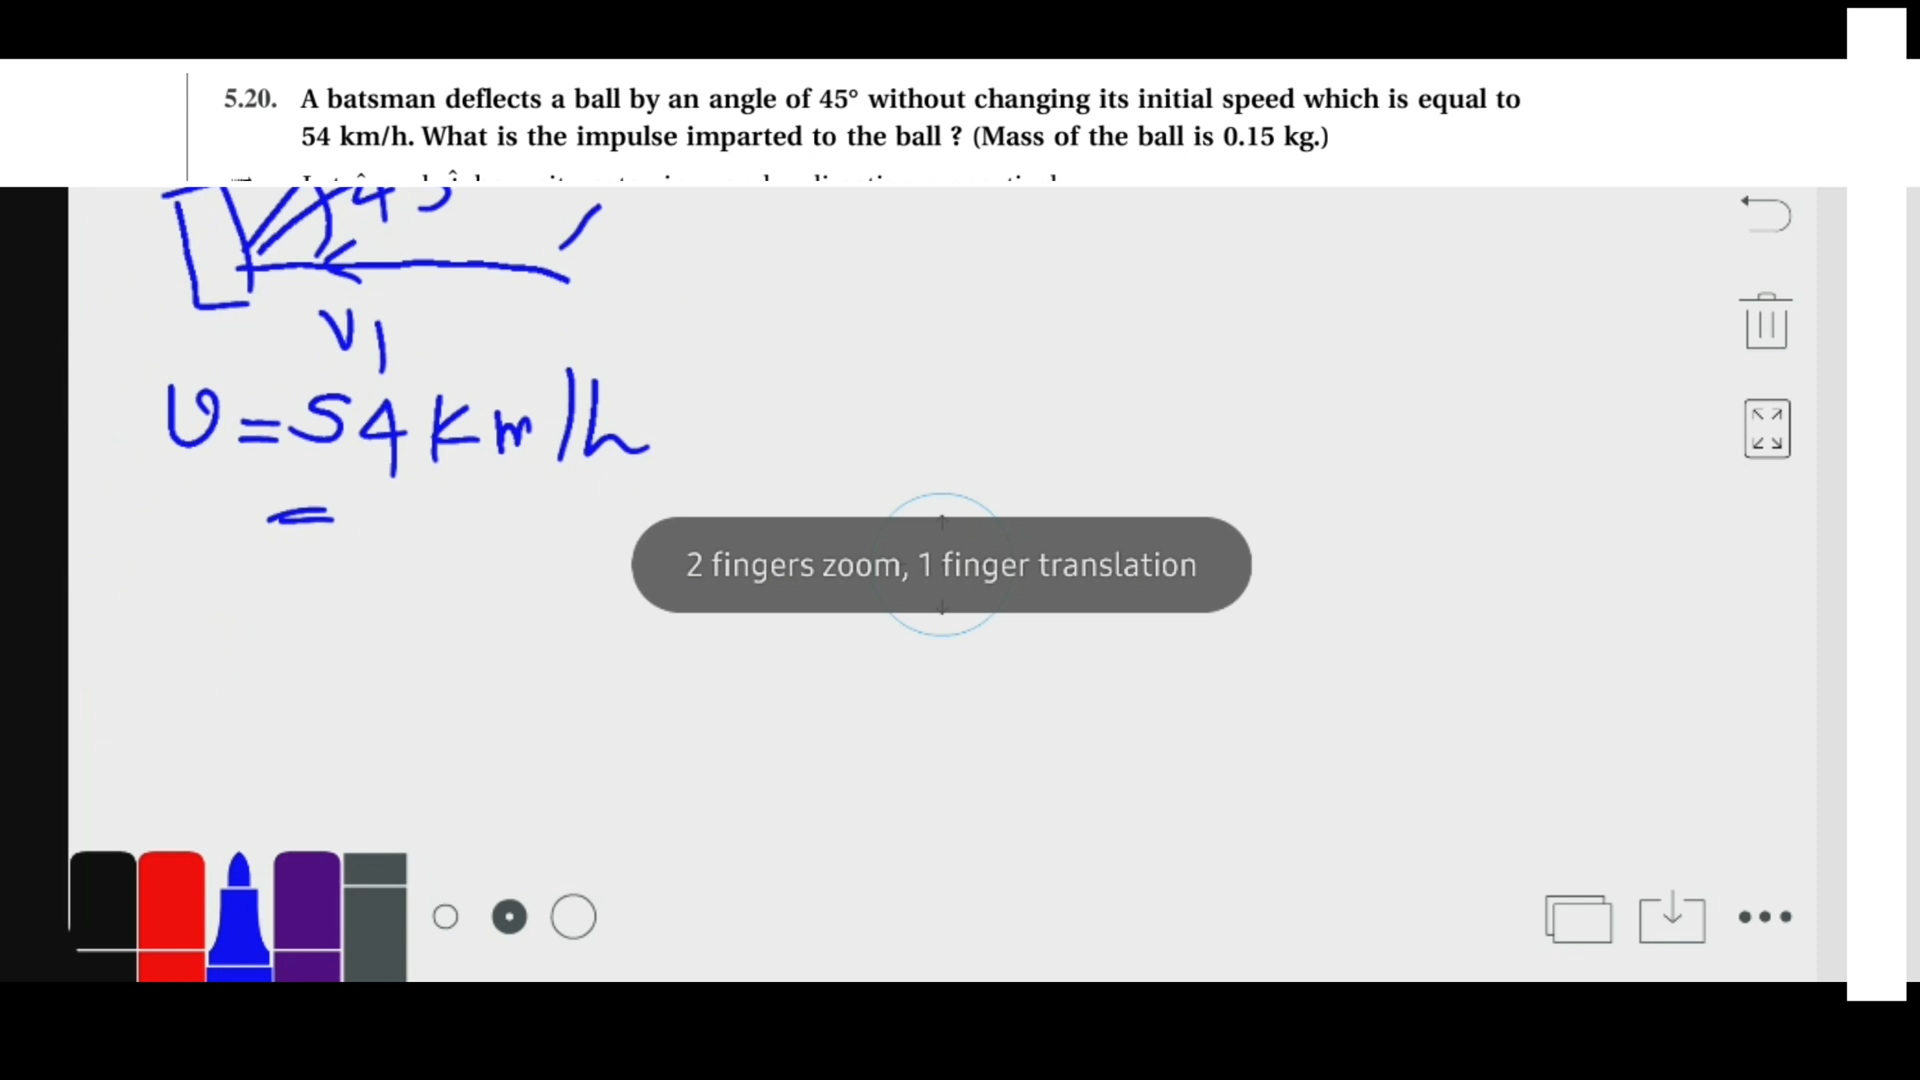 5.20. A batsman deflects a ball by an angle of 45° without changing its initial speed which is equal to
54 km/h. What is the impulse imparted to the ball ? (Mass of the ball is 0.15 kg.)
45
V1
υ = 54 km/h
=
2 fingers zoom, 1 finger translation